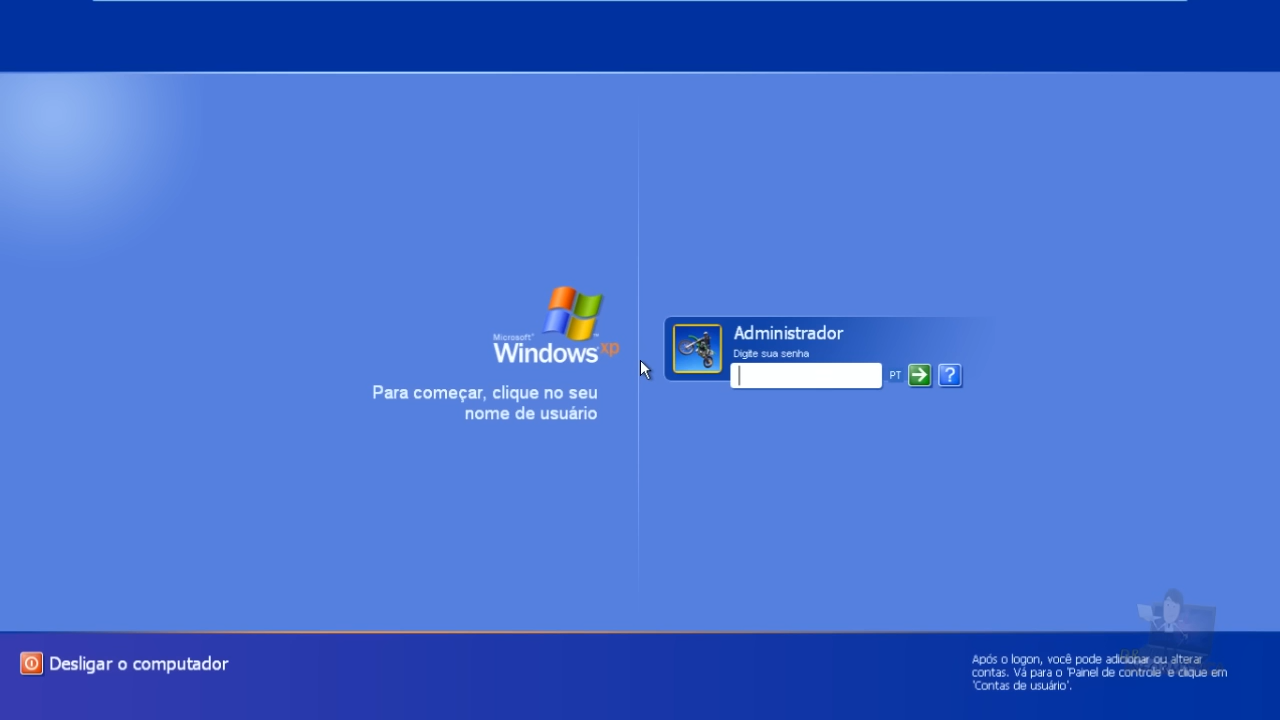 Microsoft
Windows xp
Para começar, clique no seu
nome de usuário
Administrador
Digite sua senha
PT
?
Desligar o computador
Após o logon, você pode adicionar ou alterar
contas. Vá para o 'Painel de controle' e clique em
'Contas de usuário'.